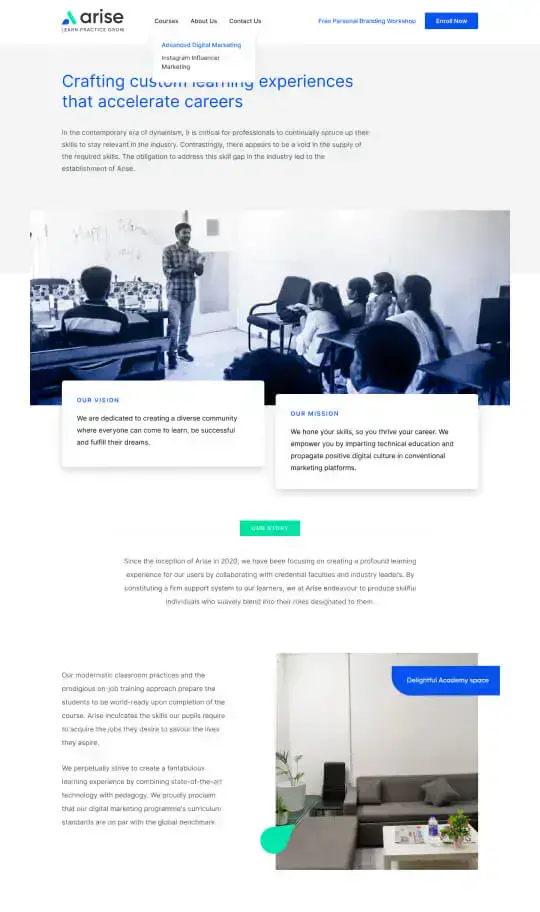 arise
LEARN PRACTICE GROW
Courses About Us Contact Us
Free Personal Branding Workshop
Enroll Now
Advanced Digital Marketing
Instagram Influencer
Marketing
Crafting custom learning experiences
that accelerate careers
In the contemporary era of dynamism, it is critical for professionals to continually spruce up their
skills to stay relevant in the industry. Contrastingly, there appears to be a void in the supply of
the required skills. The obligation to address this skill gap in the industry led to the
establishment of Arise.
OUR VISION
We are dedicated to creating a diverse community
where everyone can come to learn, be successful
and fulfill their dreams.
OUR MISSION
We hone your skills, so you thrive your career. We
empower you by imparting technical education and
propagate positive digital culture in conventional
marketing platforms.
OUR STORY
Since the inception of Arise in 2020, we have been focusing on creating a profound learning
experience for our users by collaborating with credential faculties and industry leaders. By
constituting a firm support system to our learners, we at Arise endeavour to produce skilful
individuals who suavely blend into their roles designated to them.
Our modernistic classroom practices and the
prodigious on-job training approach prepare the
students to be world-ready upon completion of the
course. Arise inculcates the skills our pupils require
to acquire the jobs they desire to savour the lives
they aspire.
Delightful Academy space
We perpetually strive to create a fantabulous
learning experience by combining state-of-the-art
technology with pedagogy. We proudly proclaim
that our digital marketing programme's curriculum
standards are on par with the global benchmark.